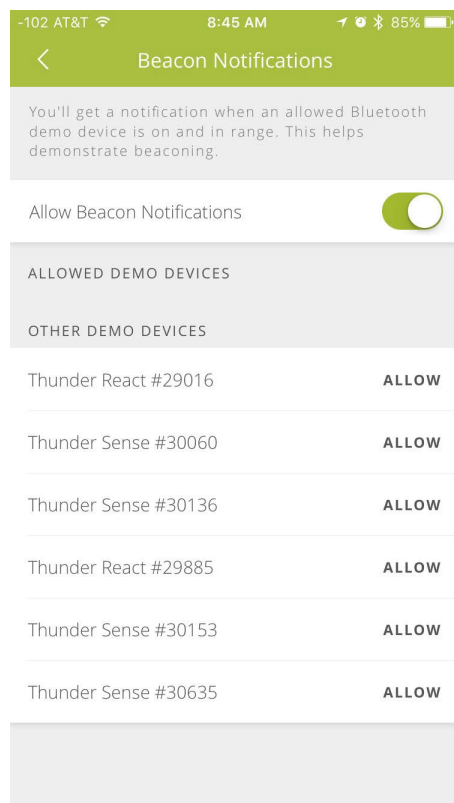 -102 AT&T 8:45 AM 85%
Beacon Notifications
You'll get a notification when an allowed Bluetooth
demo device is on and in range. This helps
demonstrate beaconing.
Allow Beacon Notifications
ALLOWED DEMO DEVICES
OTHER DEMO DEVICES
Thunder React #29016 ALLOW
Thunder Sense #30060 ALLOW
Thunder Sense #30136 ALLOW
Thunder React #29885 ALLOW
Thunder Sense #30153 ALLOW
Thunder Sense #30635 ALLOW